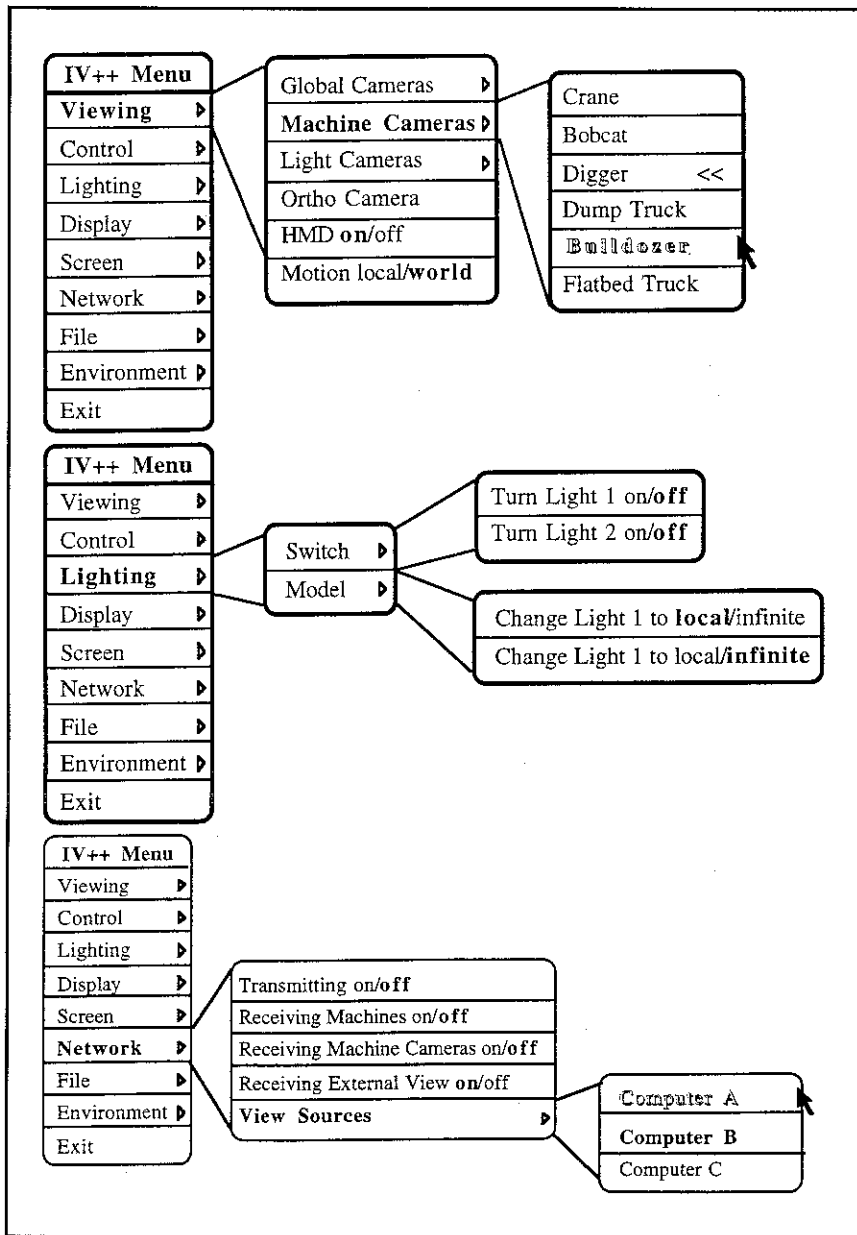 IV++ Menu
Viewing
Control
Lighting
Display
Screen
Network
File
Environment
Exit
Global Cameras
Machine Cameras
Light Cameras
Ortho Camera
HMD on/off
Motion local/world
Crane
Bobcat
Digger <<
Dump Truck
Bulldozer
Flatbed Truck
IV++ Menu
Viewing
Control
Lighting
Display
Screen
Network
File
Environment
Exit
Switch
Model
Turn Light 1 on/off
Turn Light 2 on/off
Change Light 1 to local/infinite
Change Light 1 to local/infinite
IV++ Menu
Viewing
Control
Lighting
Display
Screen
Network
File
Environment
Exit
Transmitting on/off
Receiving Machines on/off
Receiving Machine Cameras on/off
Receiving External View on/off
View Sources
Computer A
Computer B
Computer C